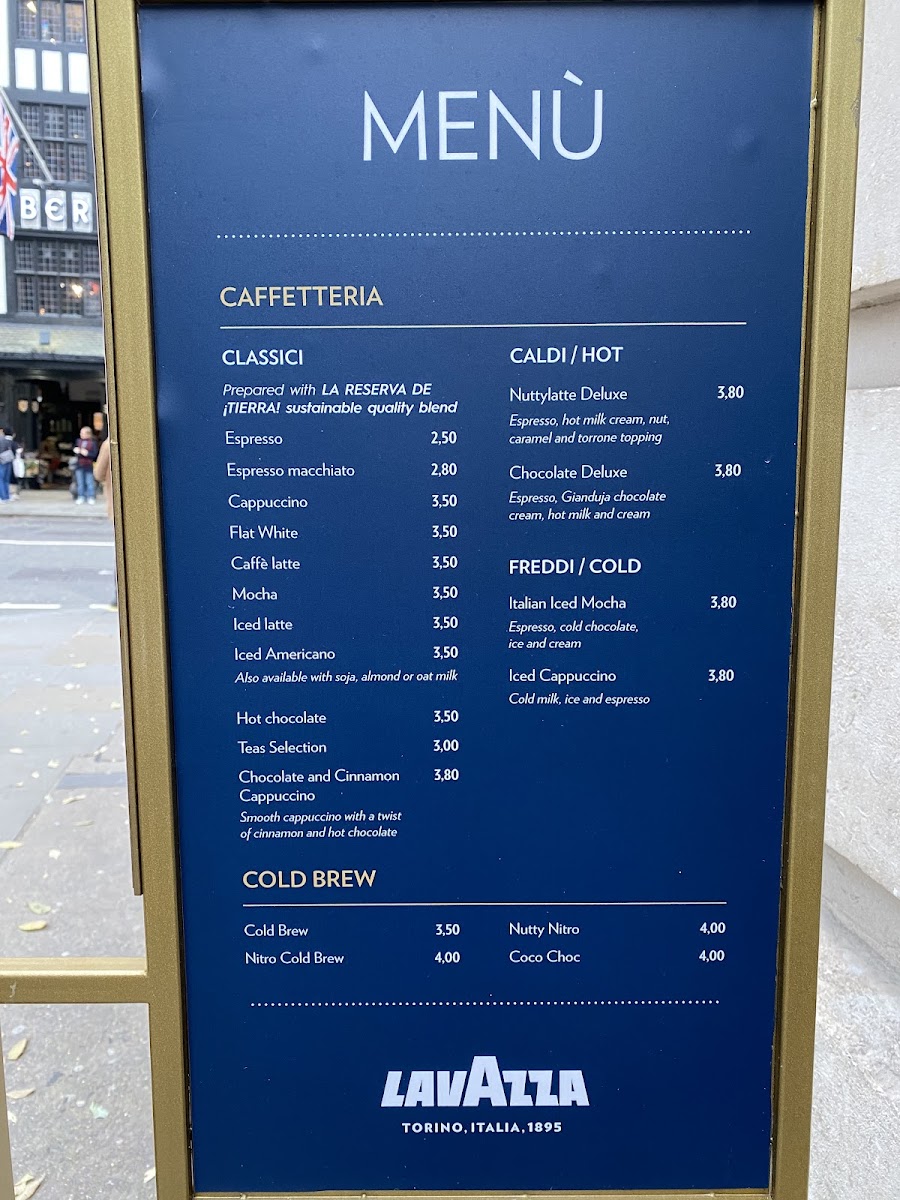 BER
MENÙ
CAFFETTERIA
CLASSICI
Prepared with LA RESERVA DE
¡TIERRA! sustainable quality blend
Espresso 2,50
Espresso macchiato 2,80
Cappuccino 3,50
Flat White 3,50
Caffè latte 3,50
Mocha 3,50
Iced latte 3,50
Iced Americano 3,50
Also available with soja, almond or oat milk
Hot chocolate 3,50
Teas Selection 3,00
Chocolate and Cinnamon 3,80
Cappuccino
Smooth cappuccino with a twist
of cinnamon and hot chocolate
CALDI / HOT
Nuttylatte Deluxe 3,80
Espresso, hot milk cream, nut,
caramel and torrone topping
Chocolate Deluxe 3,80
Espresso, Gianduja chocolate
cream, hot milk and cream
FREDDI / COLD
Italian Iced Mocha 3,80
Espresso, cold chocolate,
ice and cream
Iced Cappuccino 3,80
Cold milk, ice and espresso
COLD BREW
Cold Brew 3,50
Nitro Cold Brew 4,00
Nutty Nitro 4,00
Coco Choc 4,00
LAVAZZA
TORINO, ITALIA, 1895